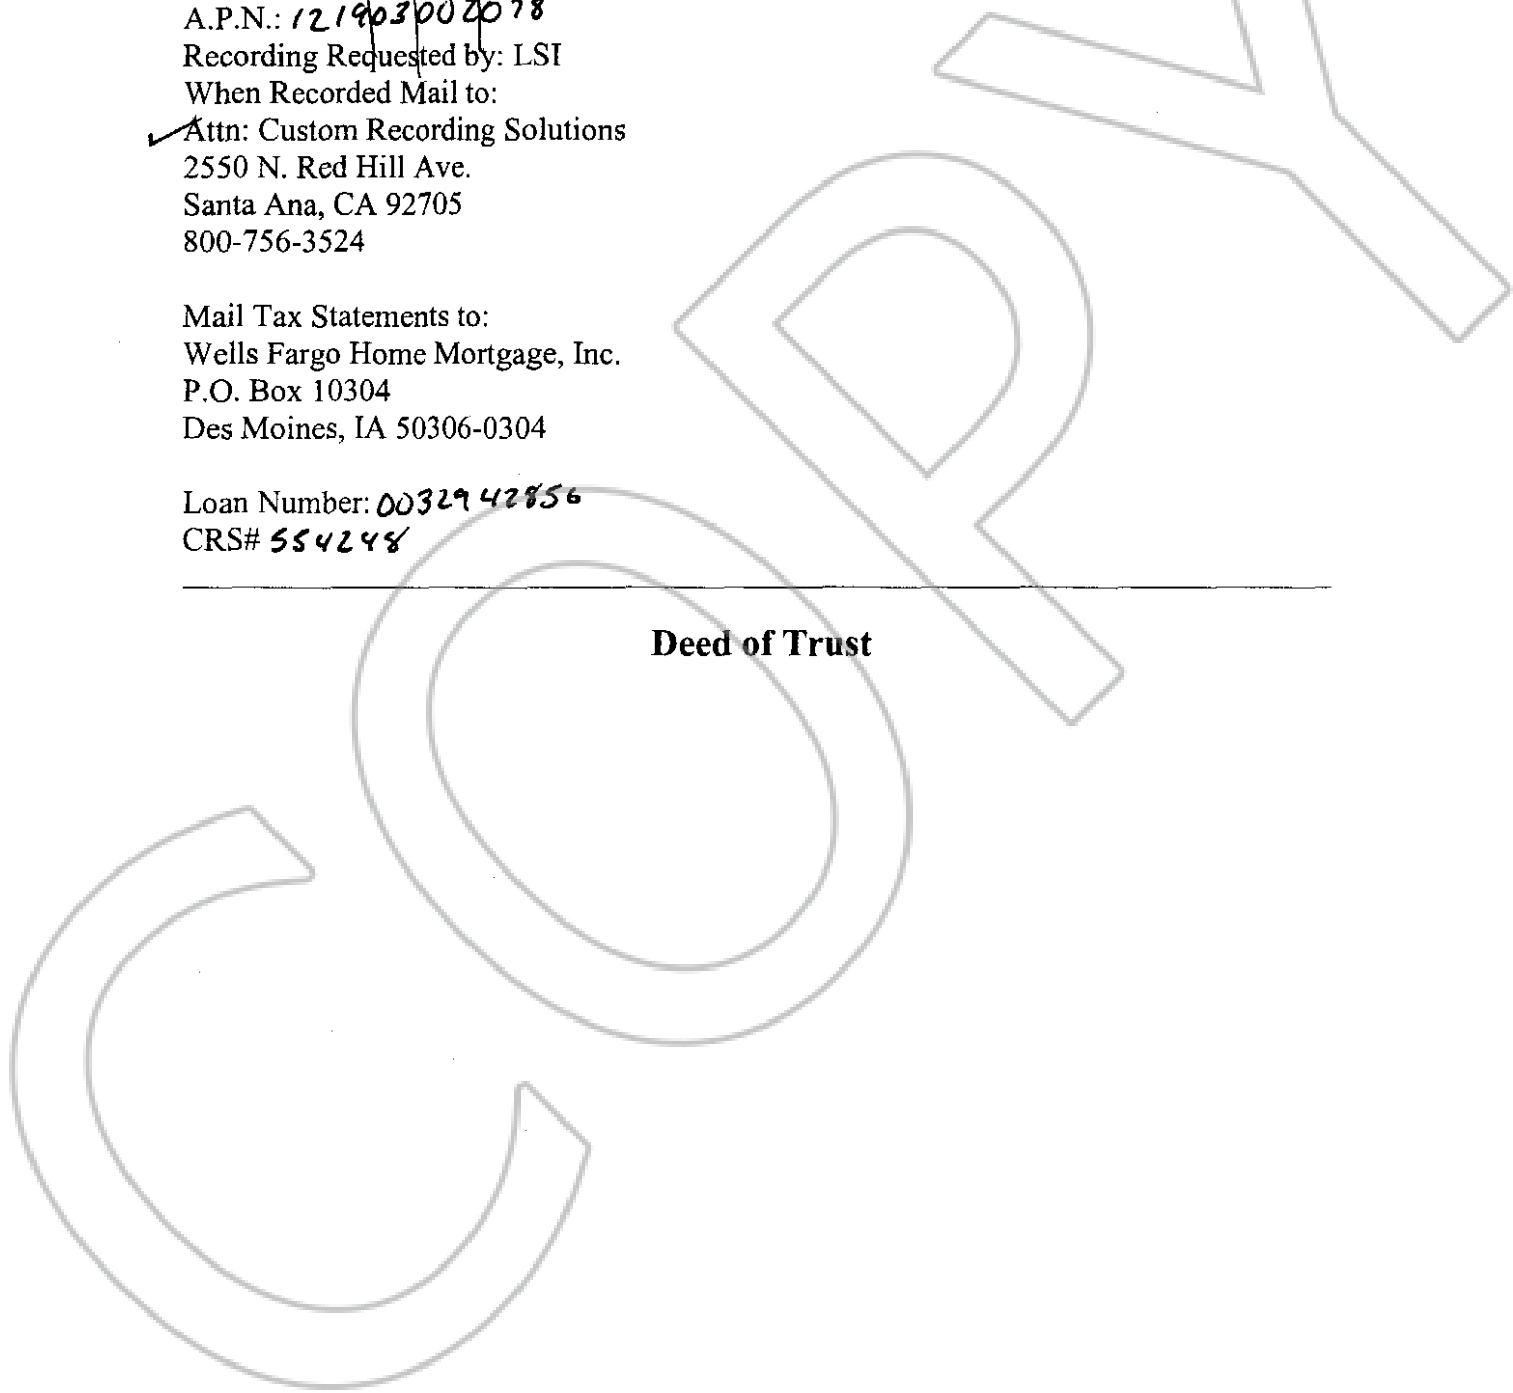 A.P.N.: 121903002078
Recording Requested by: LSI
When Recorded Mail to:
Attn: Custom Recording Solutions
2550 N. Red Hill Ave.
Santa Ana, CA 92705
800-756-3524
Mail Tax Statements to:
Wells Fargo Home Mortgage, Inc.
P.O. Box 10304
Des Moines, IA 50306-0304
Loan Number: 0032942856
CRS# 554248
Deed of Trust
COPY